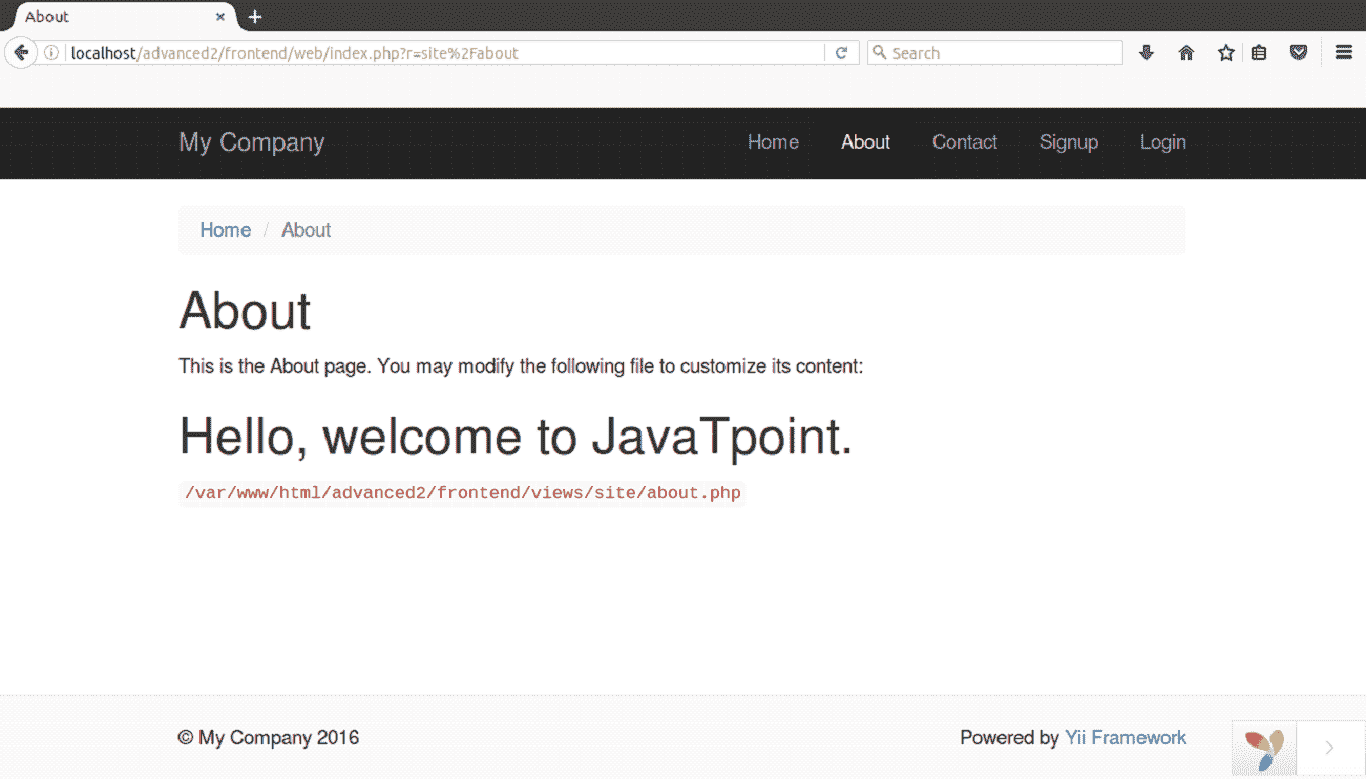 About
localhost/advanced2/frontend/web/index.php?r=site%2Fabout
Search
My Company
Home About Contact Signup Login
Home / About
About
This is the About page. You may modify the following file to customize its content:
Hello, welcome to JavaTpoint.
/var/www/html/advanced2/frontend/views/site/about.php
© My Company 2016
Powered by Yii Framework